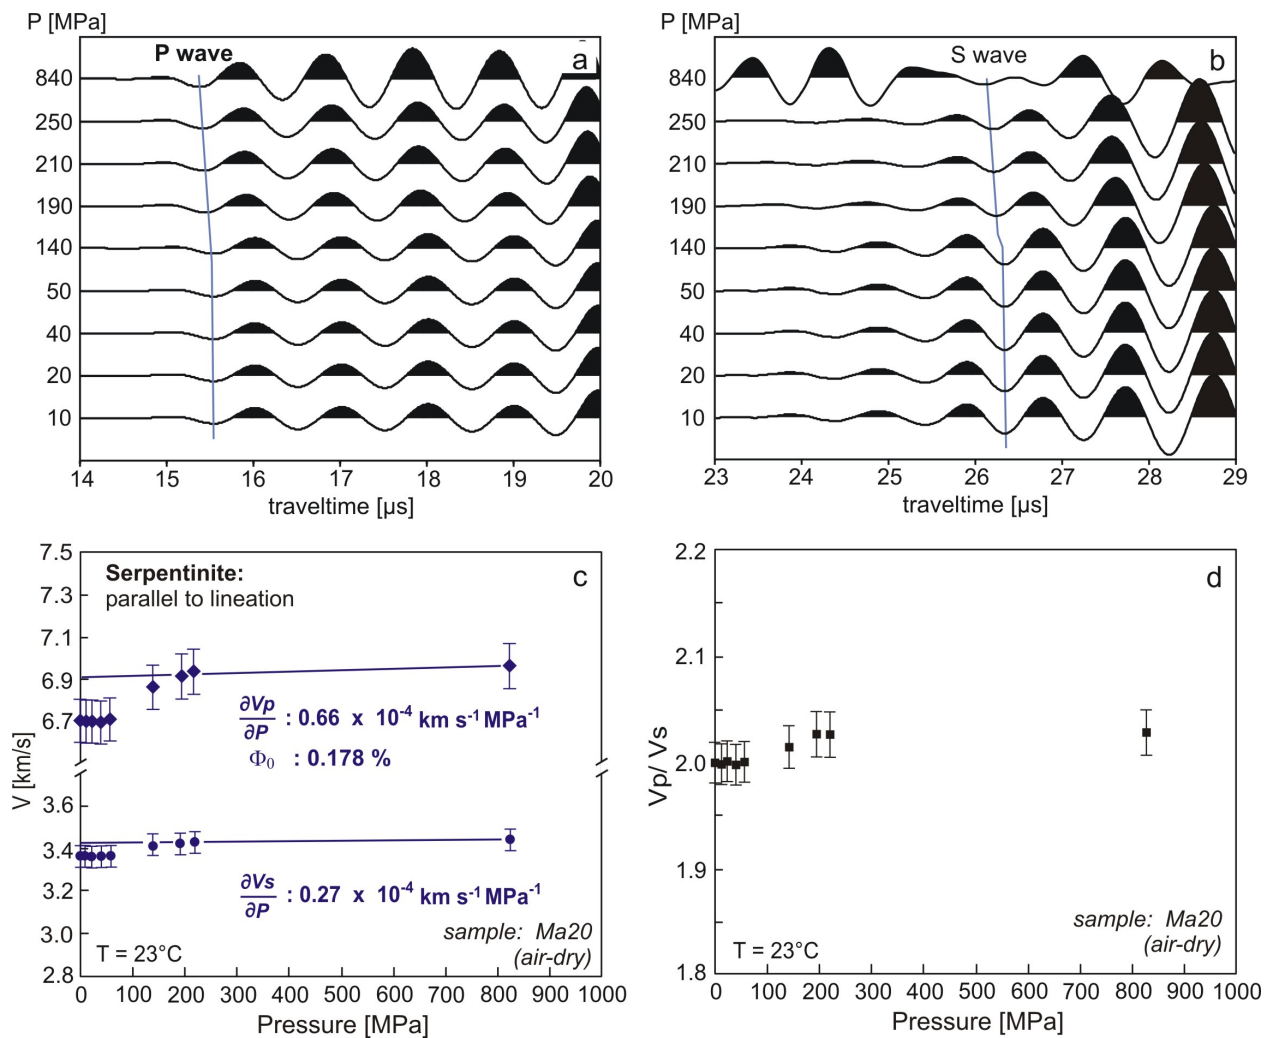 P [MPa]
P wave
a
840
250
210
190
140
50
40
20
10
14 15 16 17 18 19 20
traveltime [µs]
P [MPa]
S wave
b
840
250
210
190
140
50
40
20
10
23 24 25 26 27 28 29
traveltime [µs]
7.5
7.3
7.1
6.9
6.7
3.6
3.4
3.2
3.0
2.8
V [km/s]
Serpentinite:
parallel to lineation
c
∂Vp/∂P : 0.66 x 10⁻⁴ km s⁻¹ MPa⁻¹
Φ₀ : 0.178 %
∂Vs/∂P : 0.27 x 10⁻⁴ km s⁻¹ MPa⁻¹
sample: Ma20
(air-dry)
T = 23°C
0 100 200 300 400 500 600 700 800 900 1000
Pressure [MPa]
2.2
2.1
2.0
1.9
1.8
Vp/ Vs
d
sample: Ma20
(air-dry)
T = 23°C
0 100 200 300 400 500 600 700 800 900 1000
Pressure [MPa]